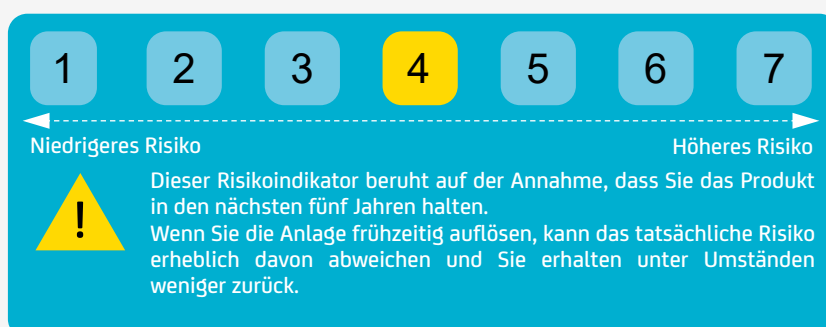 1 2 3 4 5 6 7
Niedrigeres Risiko Höheres Risiko
!
Dieser Risikoindikator beruht auf der Annahme, dass Sie das Produkt
in den nächsten fünf Jahren halten.
Wenn Sie die Anlage frühzeitig auflösen, kann das tatsächliche Risiko
erheblich davon abweichen und Sie erhalten unter Umständen
weniger zurück.